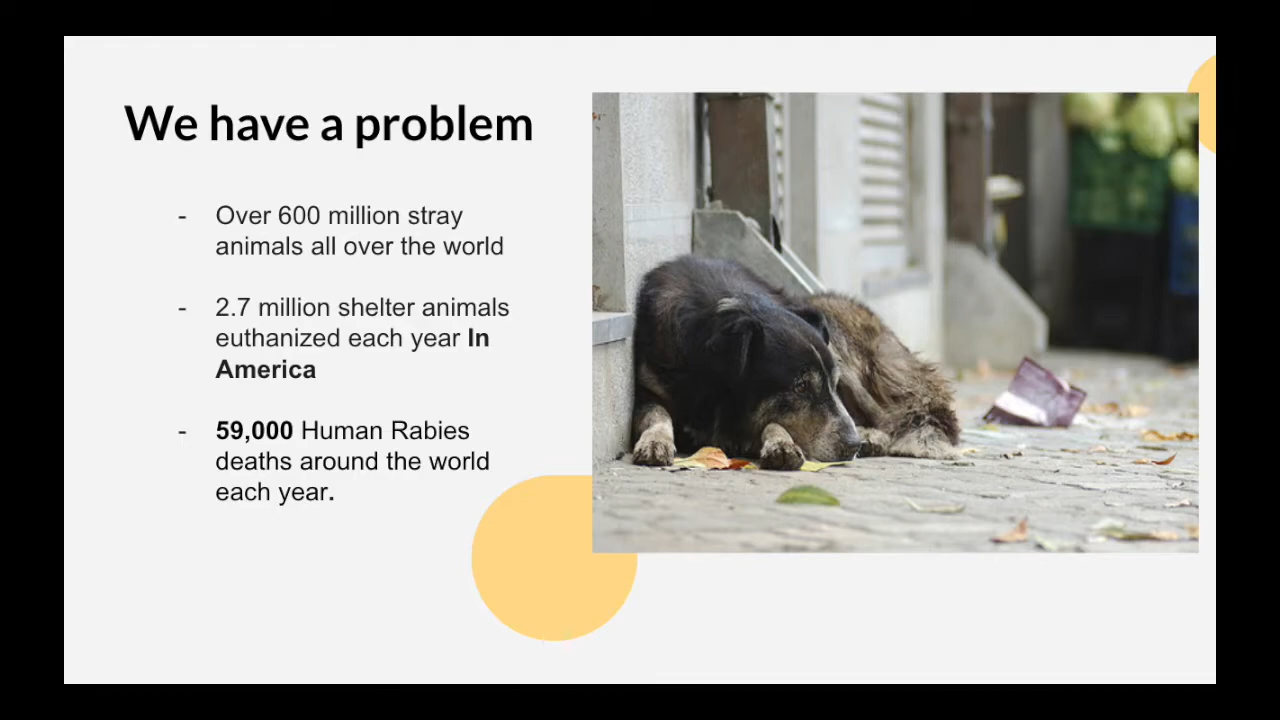 We have a problem
- Over 600 million stray
animals all over the world
- 2.7 million shelter animals
euthanized each year In
America
- 59,000 Human Rabies
deaths around the world
each year.